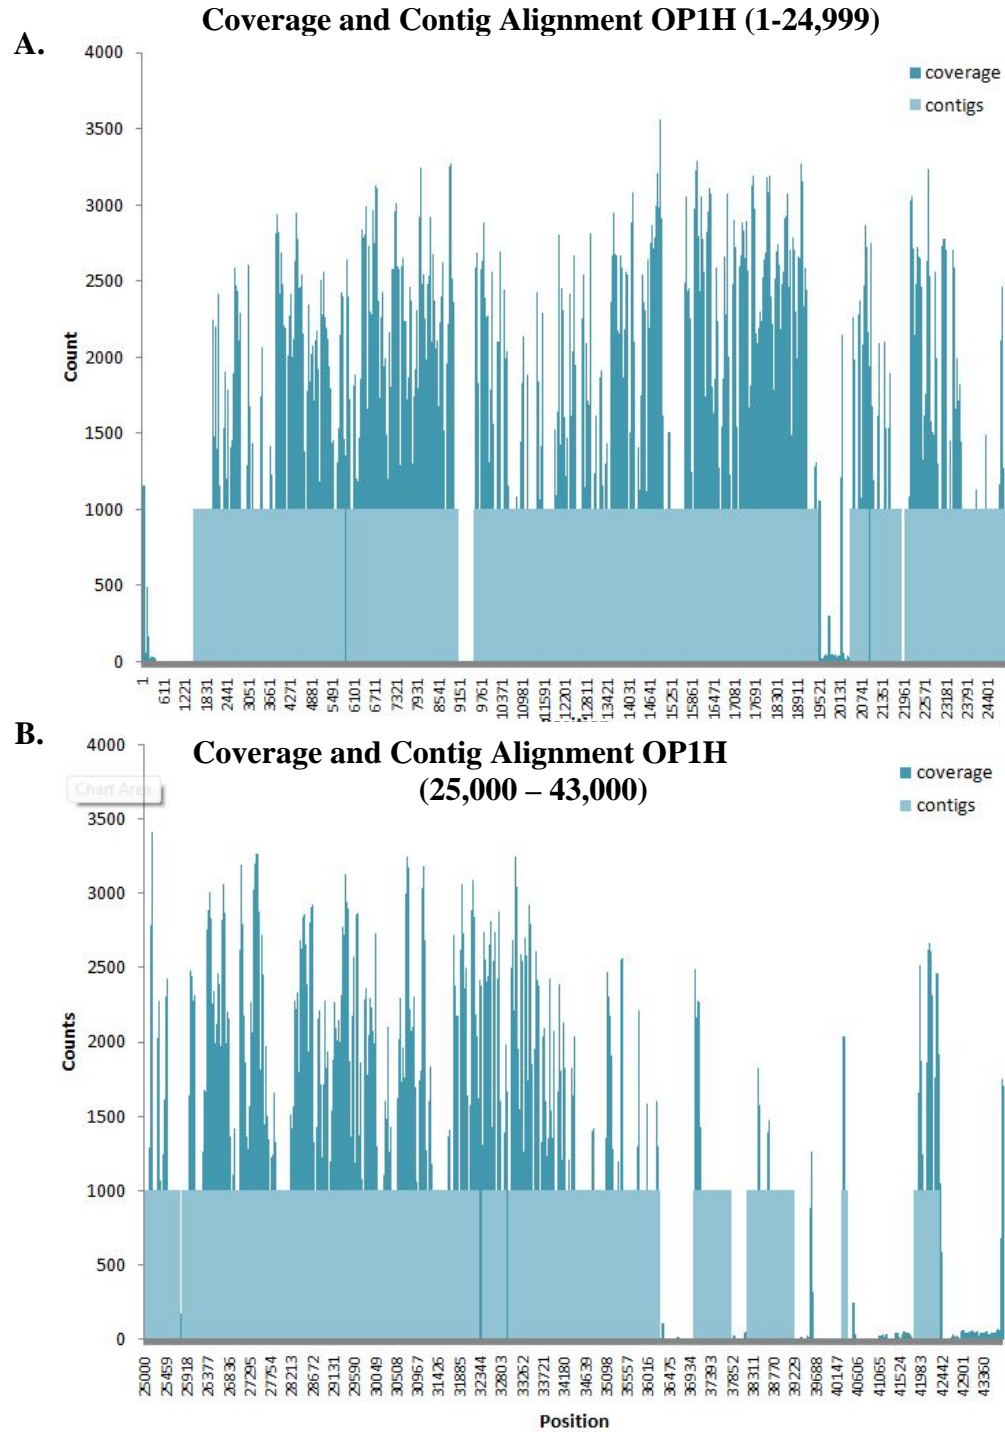 Coverage and Contig Alignment OP1H (1-24,999)
A.
4000
coverage
contigs
3500
3000
2500
2000
1500
1000
500
0
Count
1 611 1221 1831 2441 3051 3661 4271 4881 5491 6101 6711 7321 7931 8541 9151 9761 10371 10981 11591 12201 12811 13421 14031 14641 15251 15861 16471 17081 17691 18301 18911 19521 20131 20741 21351 21961 22571 23181 23791 24401
B.
Coverage and Contig Alignment OP1H
(25,000 – 43,000)
4000
coverage
contigs
Chart Area
3500
3000
2500
2000
1500
1000
500
0
Counts
25000 25459 25918 26377 26836 27295 27754 28213 28672 29131 29590 30049 30508 30967 31426 31885 32344 32803 33262 33721 34180 34639 35098 35557 36016 36475 36934 37393 37852 38311 38770 39229 39688 40147 40606 41065 41524 41983 42442 42901 43360
Position